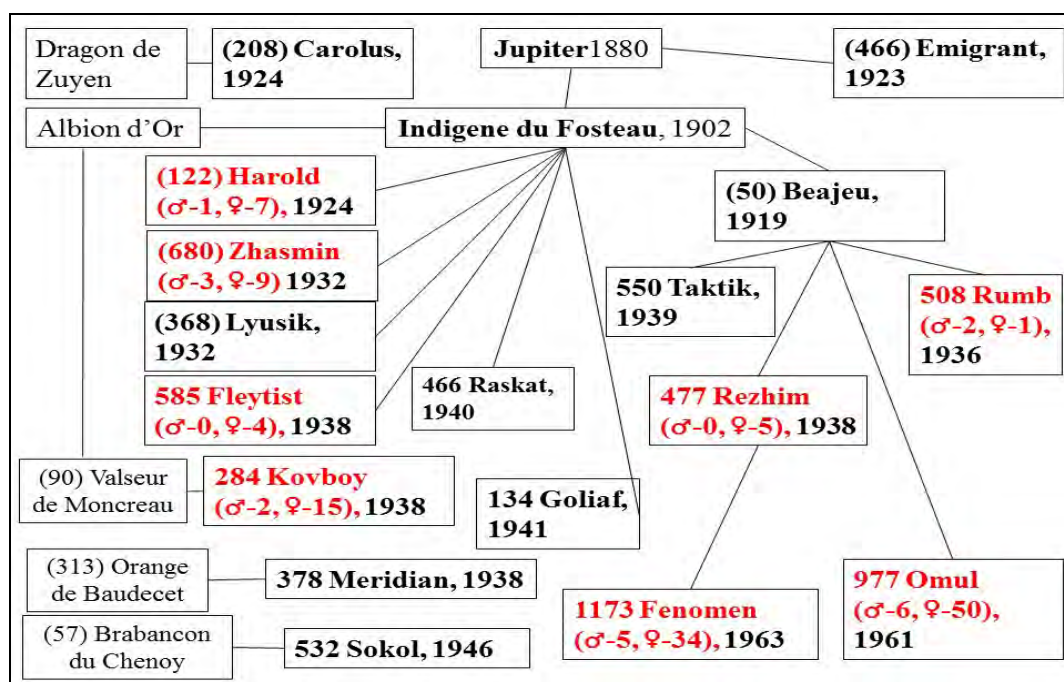 Dragon de
Zuyen
(208) Carolus,
1924
Jupiter1880
(466) Emigrant,
1923
Albion d’Or
Indigene du Fosteau, 1902
(122) Harold
(♂-1, ♀-7), 1924
(50) Beajeu,
1919
(680) Zhasmin
(♂-3, ♀-9) 1932
550 Taktik,
1939
508 Rumb
(♂-2, ♀-1),
1936
(368) Lyusik,
1932
585 Fleytist
(♂-0, ♀-4), 1938
466 Raskat,
1940
477 Rezhim
(♂-0, ♀-5), 1938
(90) Valseur
de Moncreau
284 Kovboy
(♂-2, ♀-15), 1938
134 Goliaf,
1941
(313) Orange
de Baudecet
378 Meridian, 1938
1173 Fenomen
(♂-5, ♀-34), 1963
977 Omul
(♂-6, ♀-50),
1961
(57) Brabancon
du Chenoy
532 Sokol, 1946